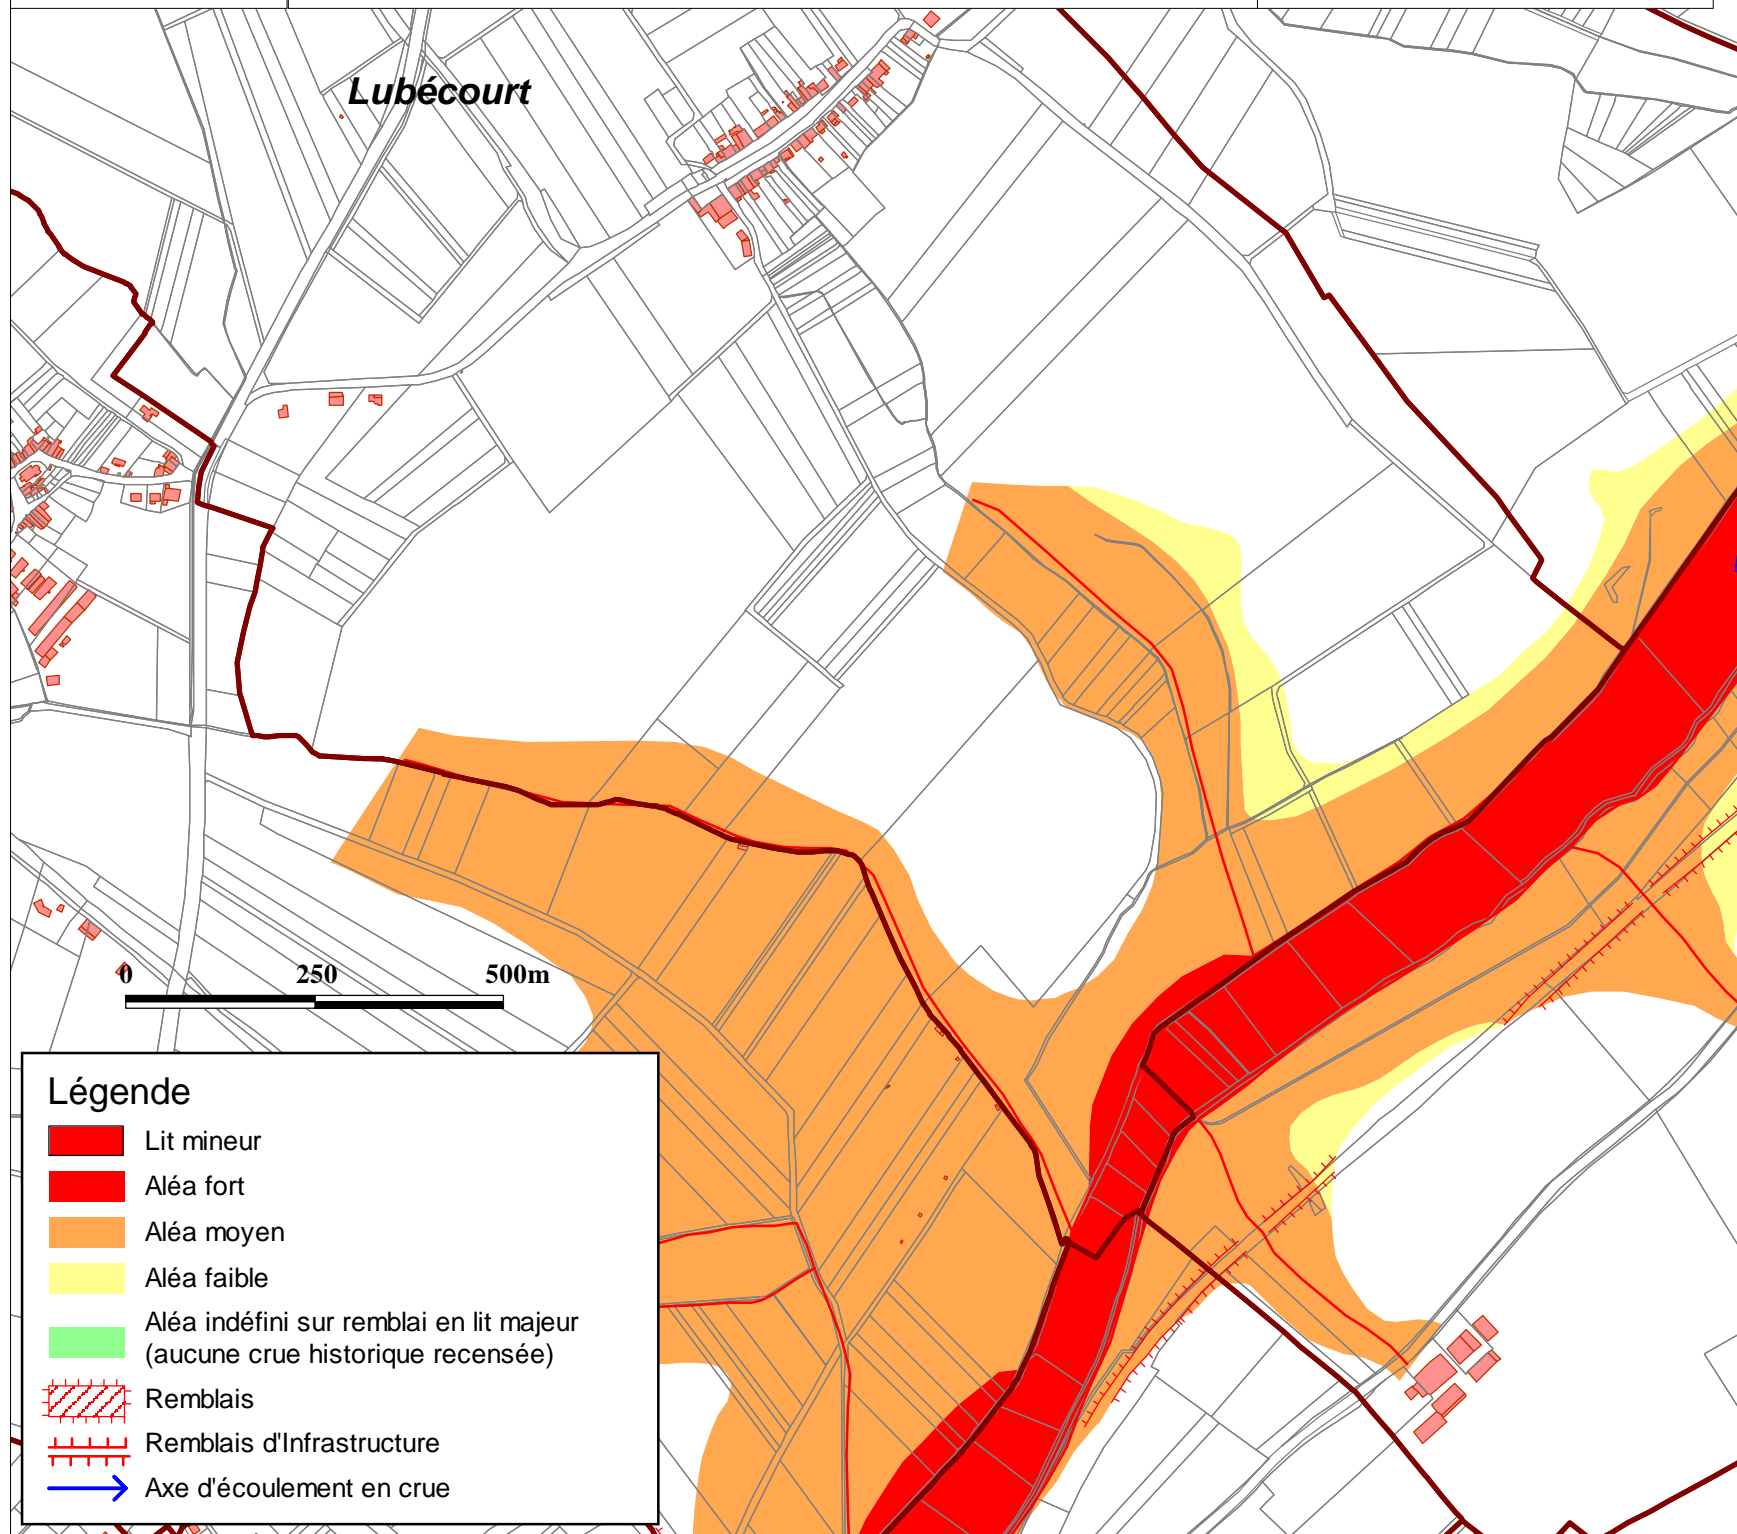 Lubécourt
0 250 500m
Légende
Lit mineur
Aléa fort
Aléa moyen
Aléa faible
Aléa indéfini sur remblai en lit majeur
(aucune crue historique recensée)
Remblais
Remblais d'Infrastructure
Axe d'écoulement en crue